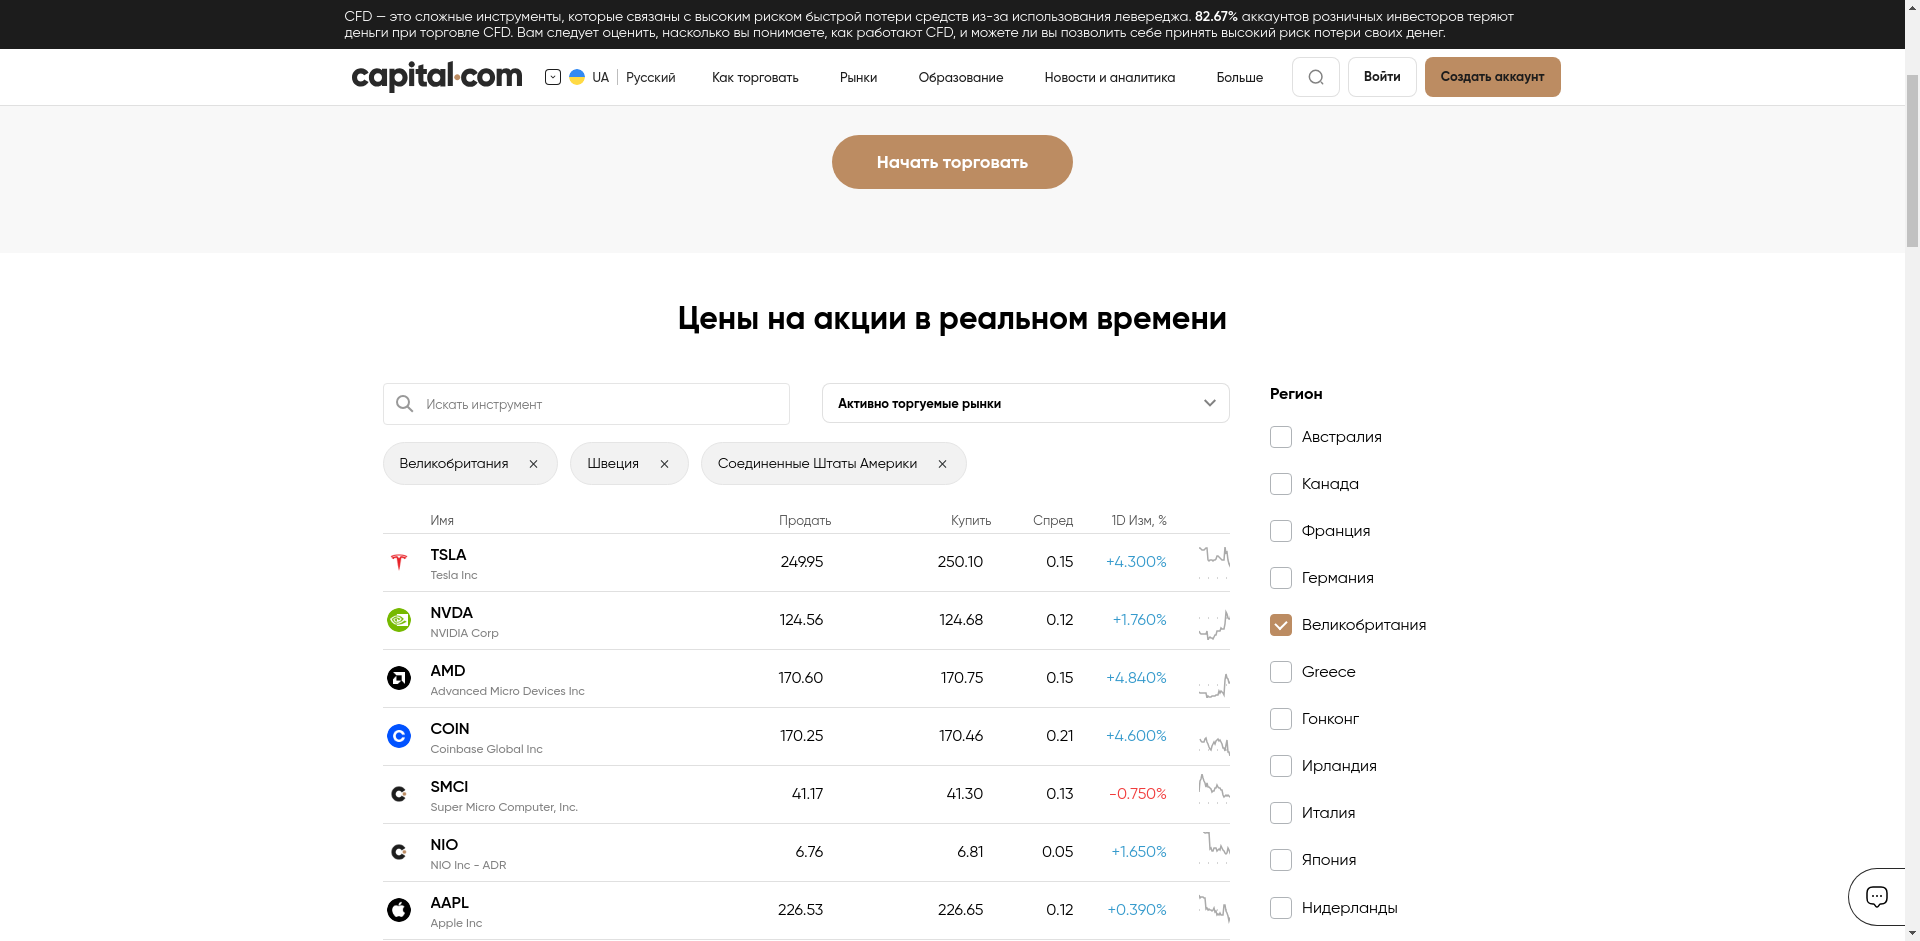 CFD — это сложные инструменты, которые связаны с высоким риском быстрой потери средств из-за использования левереджа. 82.67% аккаунтов розничных инвесторов теряют
деньги при торговле CFD. Вам следует оценить, насколько вы понимаете, как работают CFD, и можете ли вы позволить себе принять высокий риск потери своих денег.
capital.com UA Русский Как торговать Рынки Образование Новости и аналитика Больше Войти Создать аккаунт
Начать торговать
Цены на акции в реальном времени
Искать инструмент
Активно торгуемые рынки
Великобритания × Швеция × Соединенные Штаты Америки ×
Имя Продать Купить Спред 1D Изм, %
TSLA 249.95 250.10 0.15 +4.300%
Tesla Inc
NVDA 124.56 124.68 0.12 +1.760%
NVIDIA Corp
AMD 170.60 170.75 0.15 +4.840%
Advanced Micro Devices Inc
COIN 170.25 170.46 0.21 +4.600%
Coinbase Global Inc
SMCI 41.17 41.30 0.13 -0.750%
Super Micro Computer, Inc.
NIO 6.76 6.81 0.05 +1.650%
NIO Inc - ADR
AAPL 226.53 226.65 0.12 +0.390%
Apple Inc
Регион
Австралия
Канада
Франция
Германия
Великобритания
Greece
Гонконг
Ирландия
Италия
Япония
Нидерланды